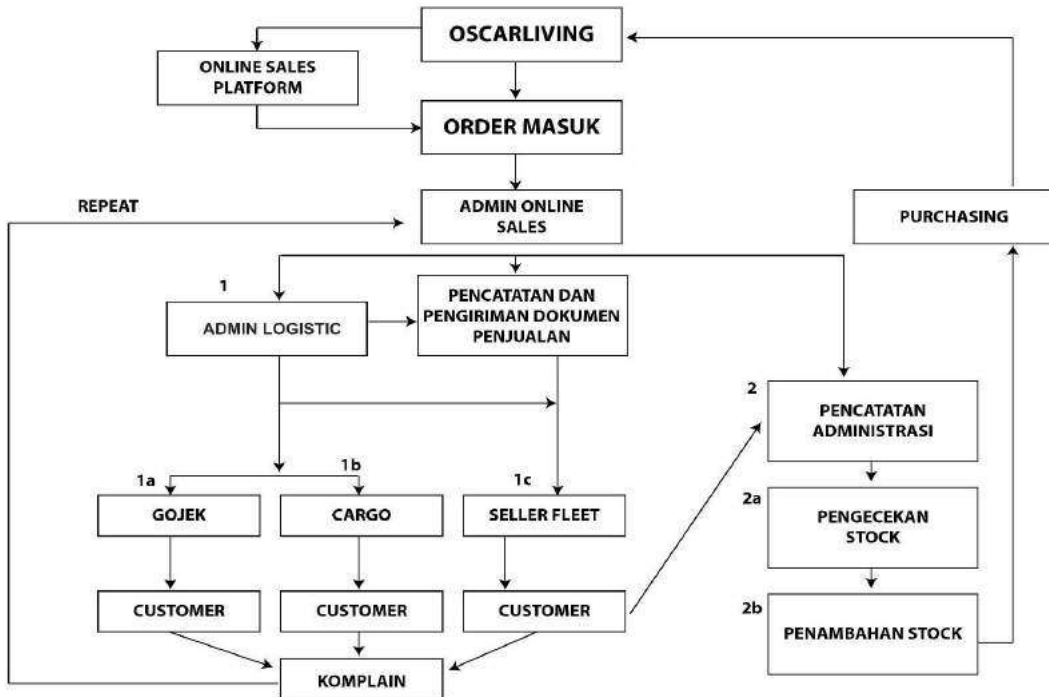 OSCARLIVING
ONLINE SALES
PLATFORM
ORDER MASUK
REPEAT
ADMIN ONLINE
SALES
PURCHASING
1
ADMIN LOGISTIC
PENCATATAN DAN
PENGIRIMAN DOKUMEN
PENJUALAN
2
PENCATATAN
ADMINISTRASI
1a
1b
1c
GOJEK
CARGO
SELLER FLEET
2a
PENGECEKAN
STOCK
CUSTOMER
CUSTOMER
CUSTOMER
2b
PENAMBAHAN STOCK
KOMPLAIN